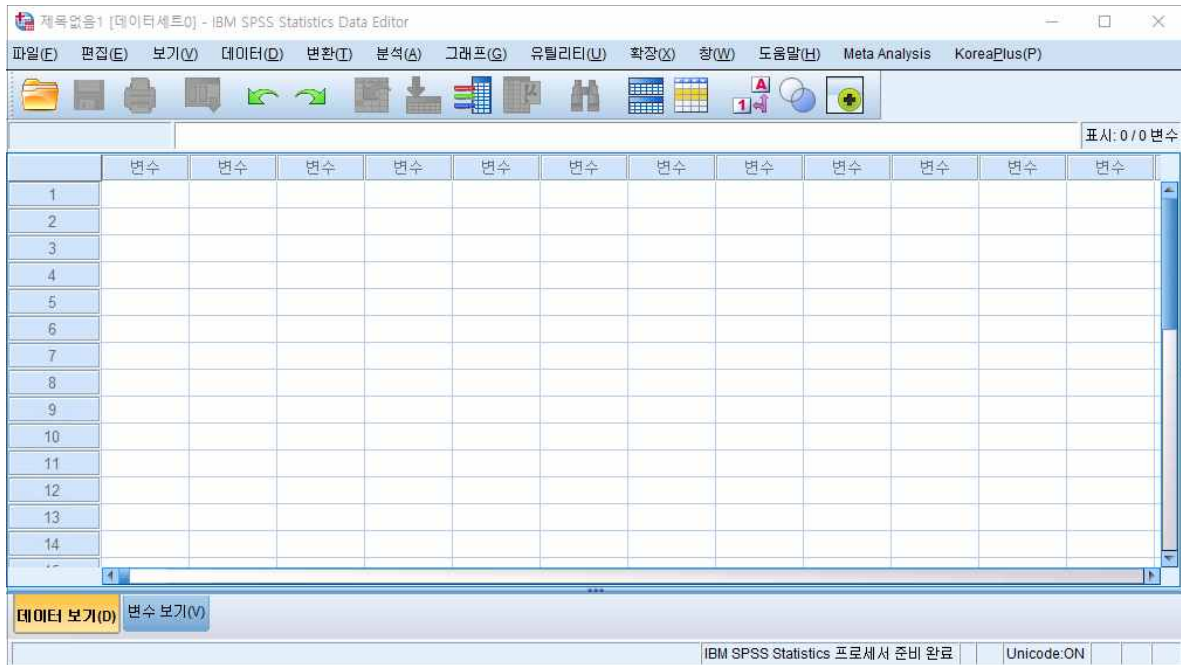 제목없음1 [데이터세트0] - IBM SPSS Statistics Data Editor
파일(F) 편집(E) 보기(V) 데이터(D) 변환(T) 분석(A) 그래프(G) 유틸리티(U) 확장(X) 창(W) 도움말(H) Meta Analysis KoreaPlus(P)
표시: 0 / 0 변수
변수 변수 변수 변수 변수 변수 변수 변수 변수 변수 변수 변수
1
2
3
4
5
6
7
8
9
10
11
12
13
14
데이터 보기(D) 변수 보기(V)
IBM SPSS Statistics 프로세서 준비 완료 Unicode:ON